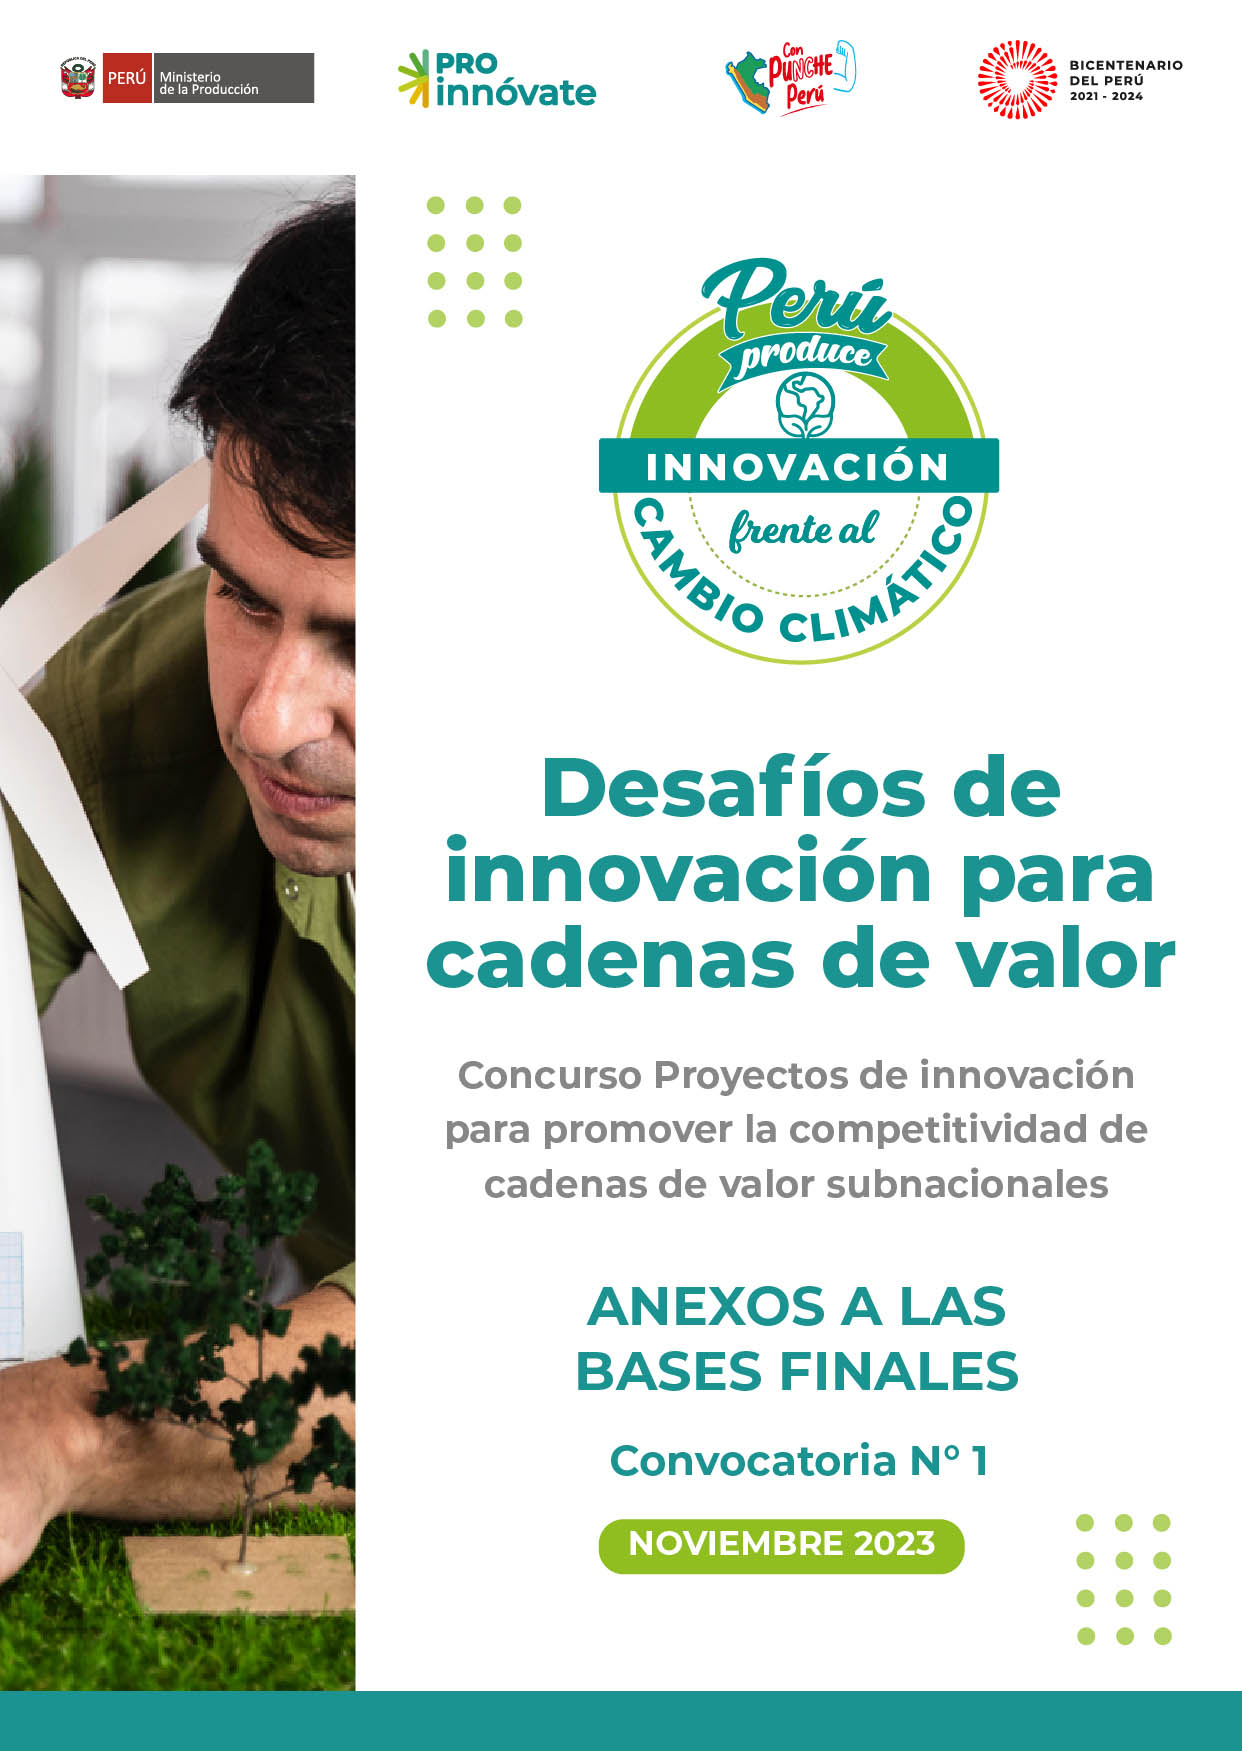 PERÚ
Ministerio
de la Producción
PRO
innóvate
Con
PUNCHE
Perú
BICENTENARIO
DEL PERÚ
2021 - 2024
Perú
produce
INNOVACIÓN
frente al
CAMBIO CLIMÁTICO
Desafíos de
innovación para
cadenas de valor
Concurso Proyectos de innovación
para promover la competitividad de
cadenas de valor subnacionales
ANEXOS A LAS
BASES FINALES
Convocatoria N° 1
NOVIEMBRE 2023